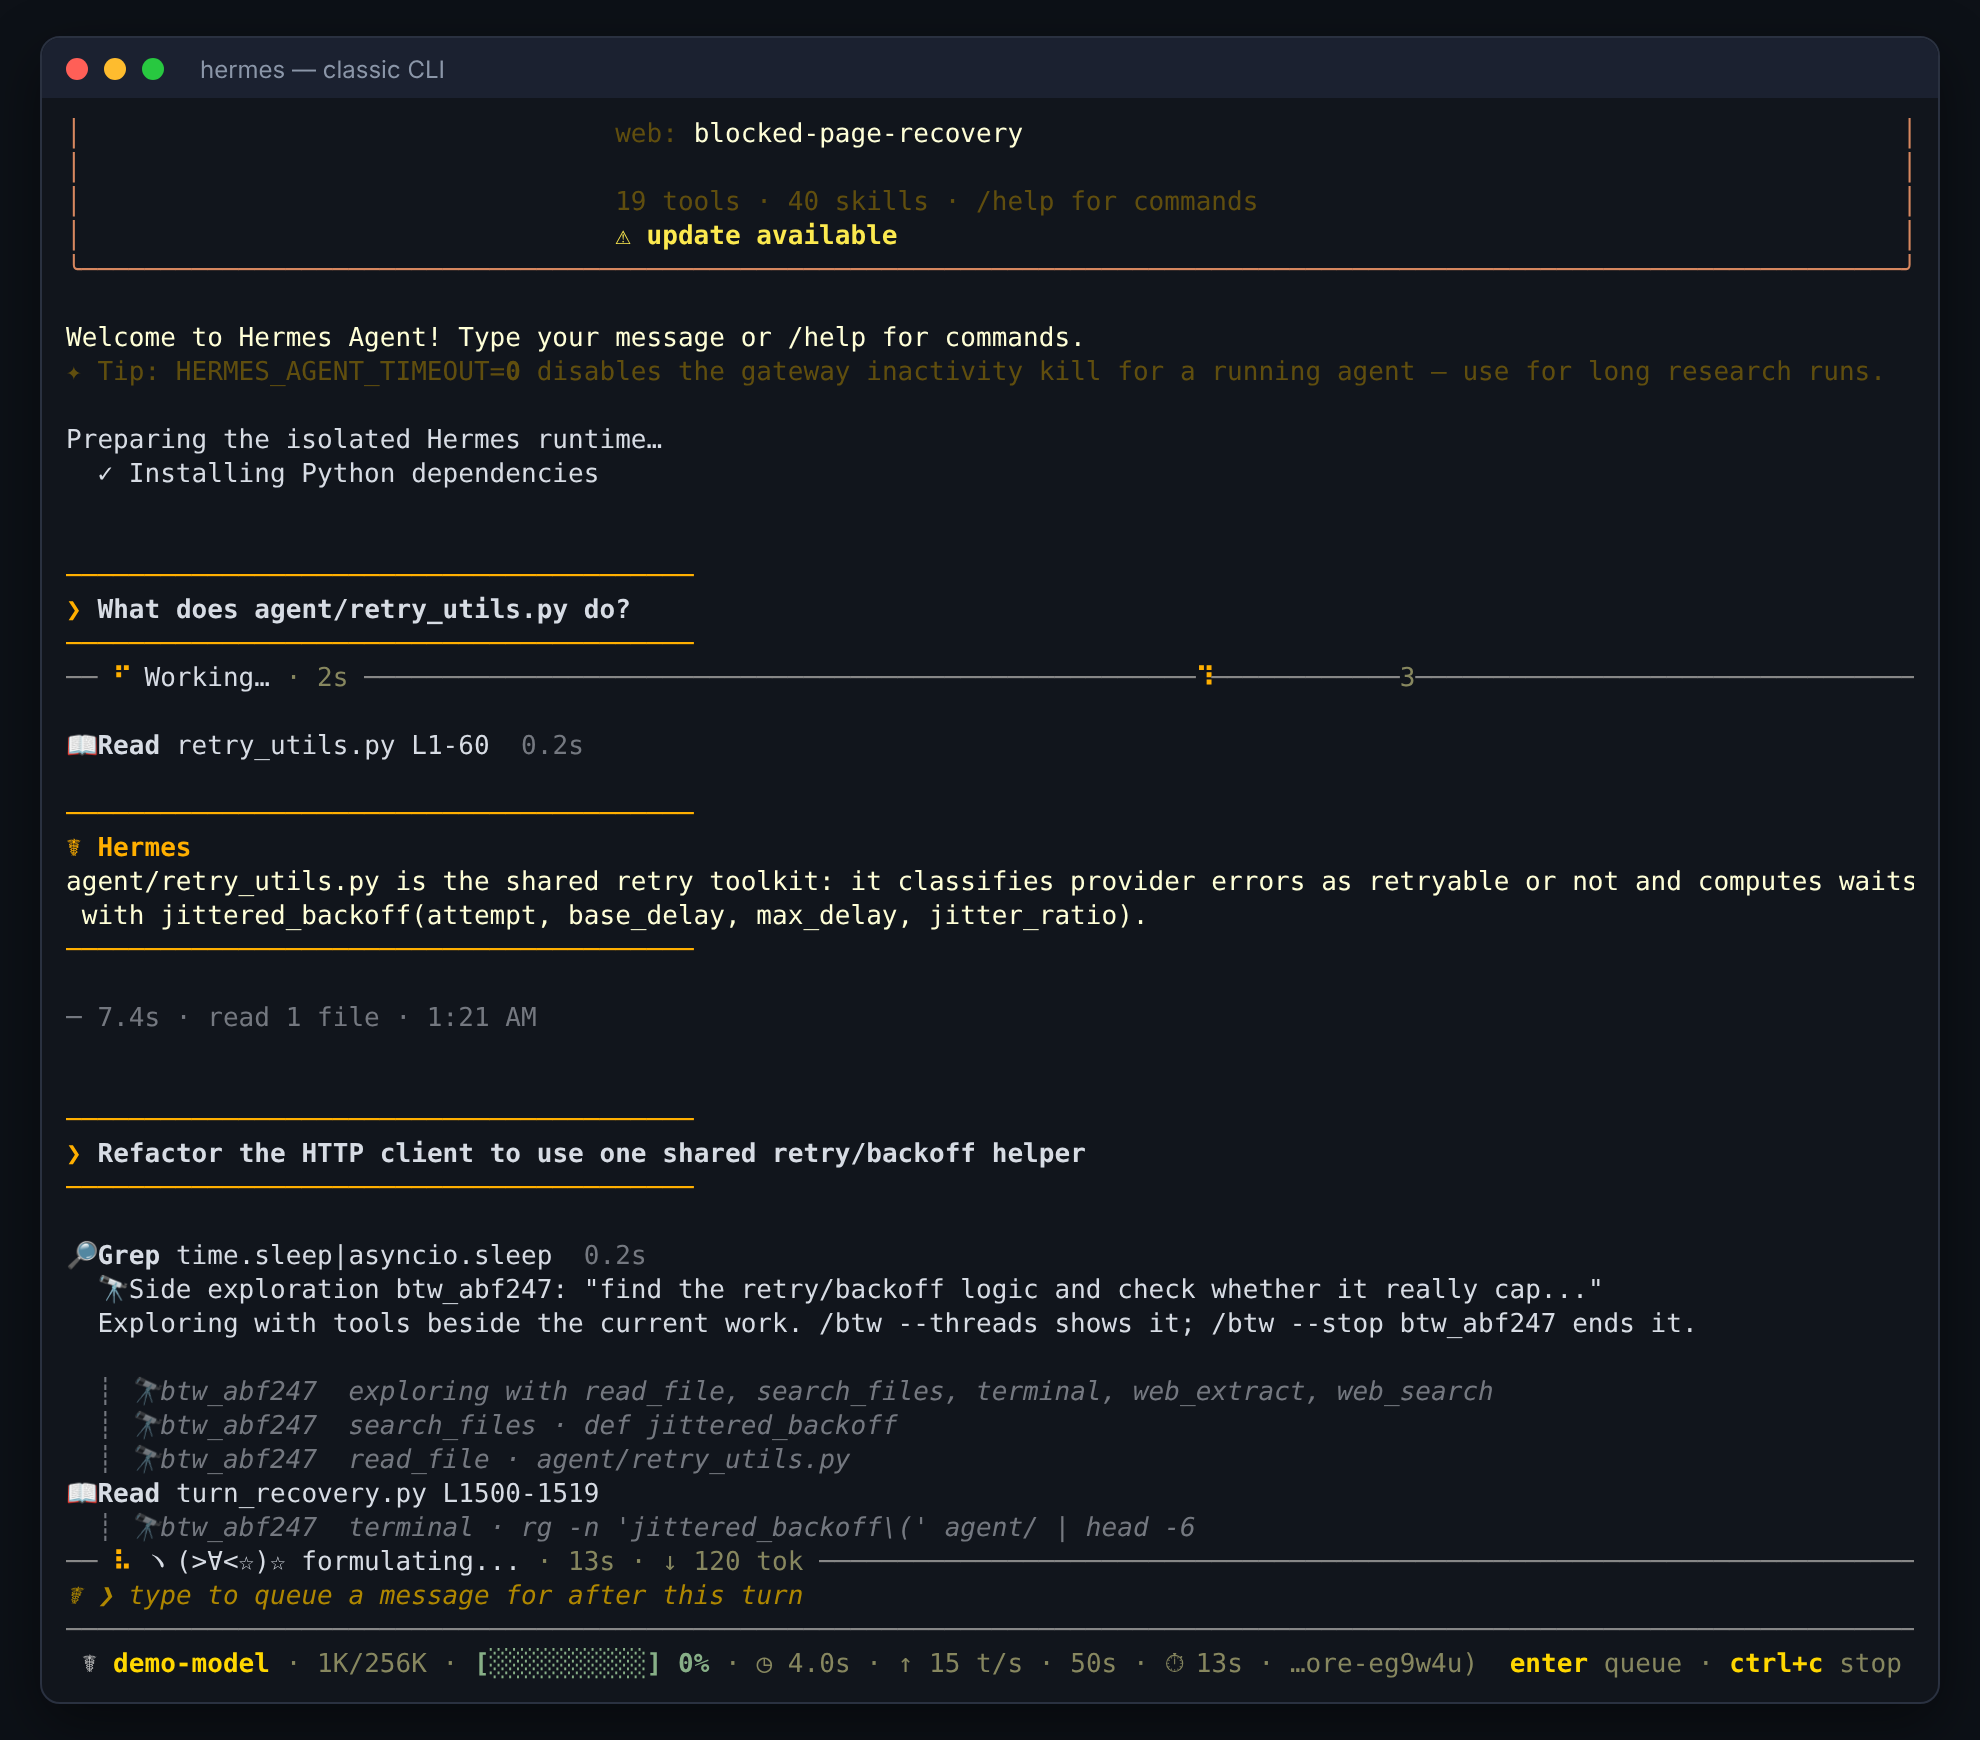 hermes — classic CLI
web: blocked-page-recovery
19 tools · 40 skills · /help for commands
⚠ update available
Welcome to Hermes Agent! Type your message or /help for commands.
✦ Tip: HERMES_AGENT_TIMEOUT=0 disables the gateway inactivity kill for a running agent — use for long research runs.
Preparing the isolated Hermes runtime…
✓ Installing Python dependencies
❯ What does agent/retry_utils.py do?
Working… · 2s 3
Read retry_utils.py L1-60 0.2s
☤ Hermes
agent/retry_utils.py is the shared retry toolkit: it classifies provider errors as retryable or not and computes waits
with jittered_backoff(attempt, base_delay, max_delay, jitter_ratio).
─ 7.4s · read 1 file · 1:21 AM
❯ Refactor the HTTP client to use one shared retry/backoff helper
Grep time.sleep|asyncio.sleep 0.2s
Side exploration btw_abf247: "find the retry/backoff logic and check whether it really cap..."
Exploring with tools beside the current work. /btw --threads shows it; /btw --stop btw_abf247 ends it.
btw_abf247 exploring with read_file, search_files, terminal, web_extract, web_search
btw_abf247 search_files · def jittered_backoff
btw_abf247 read_file · agent/retry_utils.py
Read turn_recovery.py L1500-1519
btw_abf247 terminal · rg -n 'jittered_backoff\(' agent/ | head -6
ヽ(>∀<☆)☆ formulating... · 13s · ↓ 120 tok
☤ ❯ type to queue a message for after this turn
☤ demo-model · 1K/256K · [░░░░░░░░░░] 0% · ◷ 4.0s · ↑ 15 t/s · 50s · ⏱ 13s · …ore-eg9w4u) enter queue · ctrl+c stop